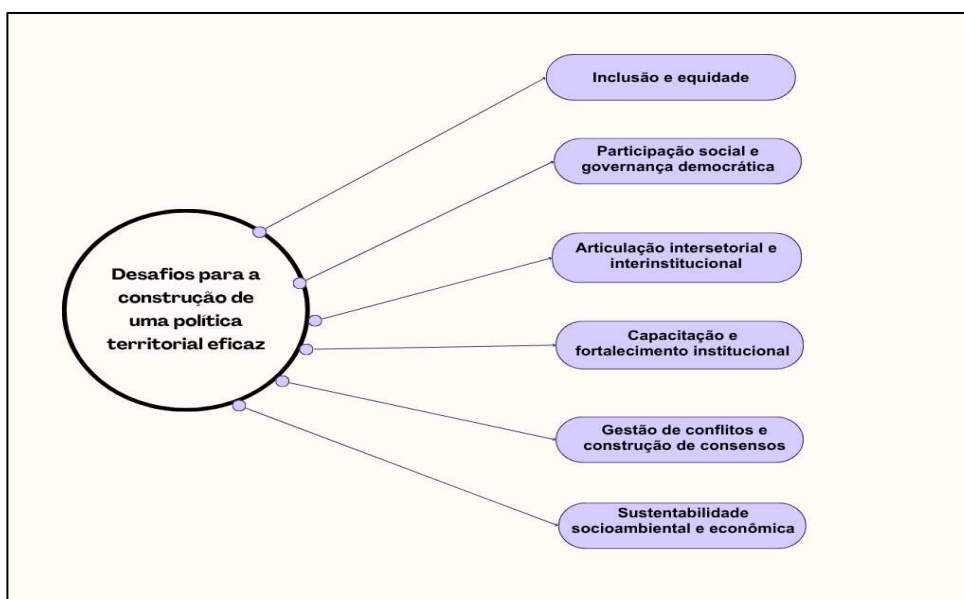 Desafios para a
construção de
uma política
territorial eficaz
Inclusão e equidade
Participação social e
governança democrática
Articulação intersetorial e
interinstitucional
Capacitação e
fortalecimento institucional
Gestão de conflitos e
construção de consensos
Sustentabilidade
socioambiental e econômica